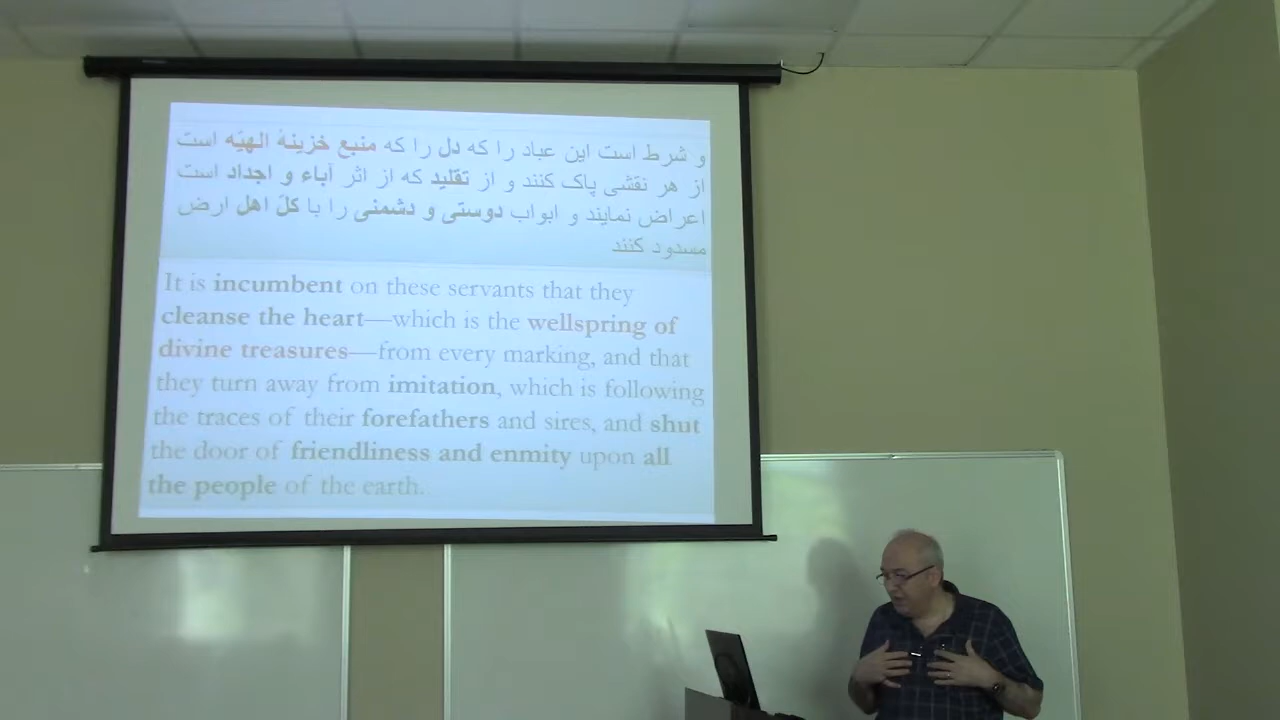 و شرط است این عباد را که دل را که منبع خزینهٔ الهیّه است
از هر نقشی پاک کنند و از تقلید که از اثر آباء و اجداد است
اعراض نمایند و ابواب دوستی و دشمنی را با کلّ اهل ارض
مسدود کنند
It is incumbent on these servants that they
cleanse the heart—which is the wellspring of
divine treasures—from every marking, and that
they turn away from imitation, which is following
the traces of their forefathers and sires, and shut
the door of friendliness and enmity upon all
the people of the earth.